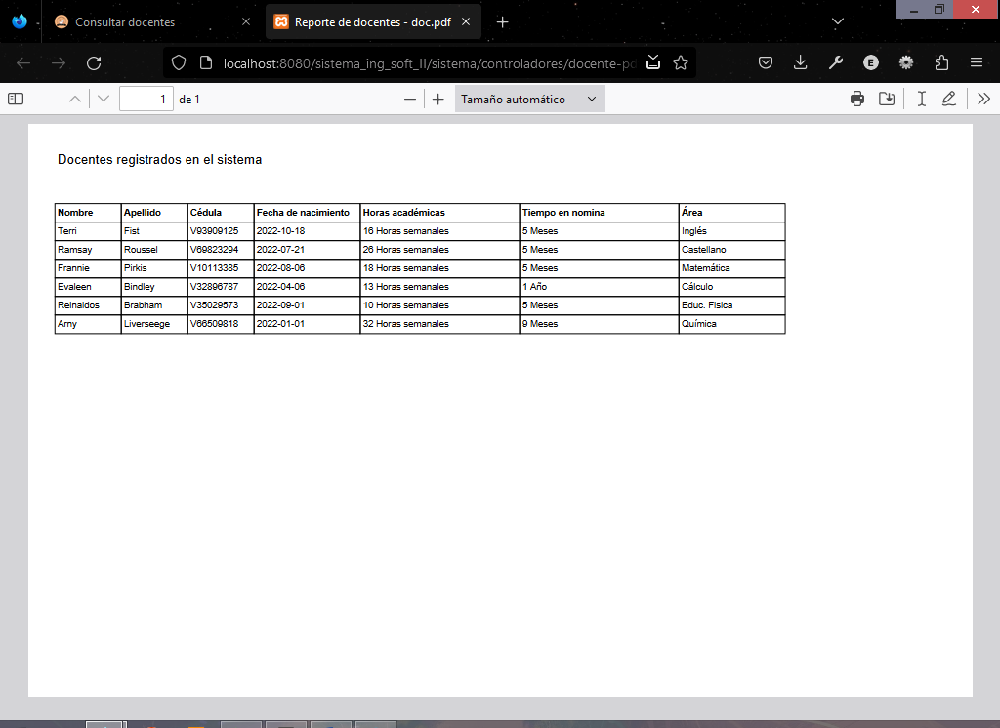 Consultar docentes
Reporte de docentes - doc.pdf
localhost:8080/sistema_ing_soft_II/sistema/controladores/docente-pd
E
1 de 1
Tamaño automático
Docentes registrados en el sistema
Nombre Apellido Cédula Fecha de nacimiento Horas académicas Tiempo en nomina Área
Terri Fist V93909125 2022-10-18 16 Horas semanales 5 Meses Inglés
Ramsay Roussel V69823294 2022-07-21 26 Horas semanales 5 Meses Castellano
Frannie Pirkis V10113385 2022-08-06 18 Horas semanales 5 Meses Matemática
Evaleen Bindley V32896787 2022-04-06 13 Horas semanales 1 Año Cálculo
Reinaldos Brabham V35029573 2022-09-01 10 Horas semanales 5 Meses Educ. Fisica
Amy Liverseege V66509818 2022-01-01 32 Horas semanales 9 Meses Química